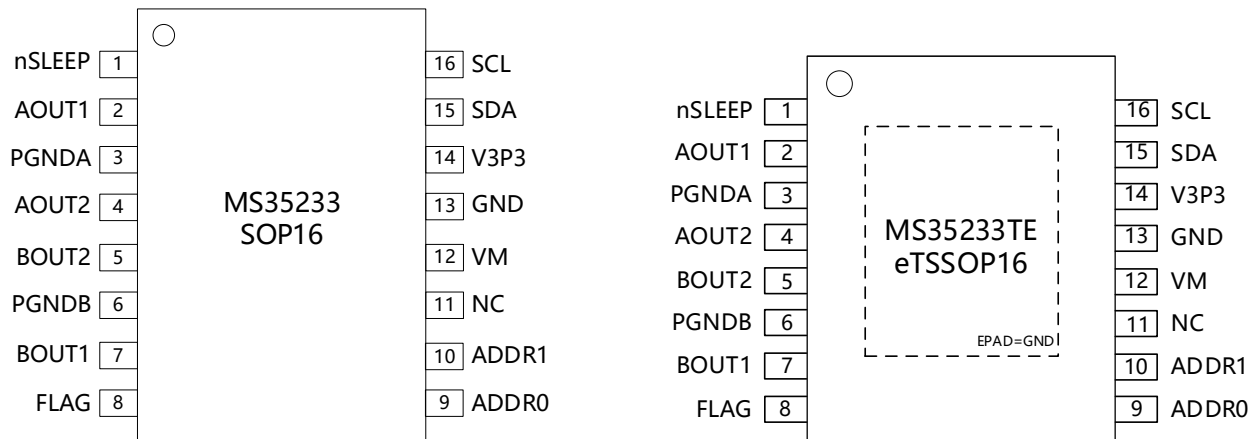 nSLEEP 1 16 SCL
AOUT1 2 15 SDA
PGNDA 3 14 V3P3
AOUT2 4 13 GND
BOUT2 5 12 VM
PGNDB 6 11 NC
BOUT1 7 10 ADDR1
FLAG 8 9 ADDR0
MS35233
SOP16
nSLEEP 1 16 SCL
AOUT1 2 15 SDA
PGNDA 3 14 V3P3
AOUT2 4 13 GND
BOUT2 5 12 VM
PGNDB 6 11 NC
BOUT1 7 10 ADDR1
FLAG 8 9 ADDR0
MS35233TE
eTSSOP16
EPAD=GND